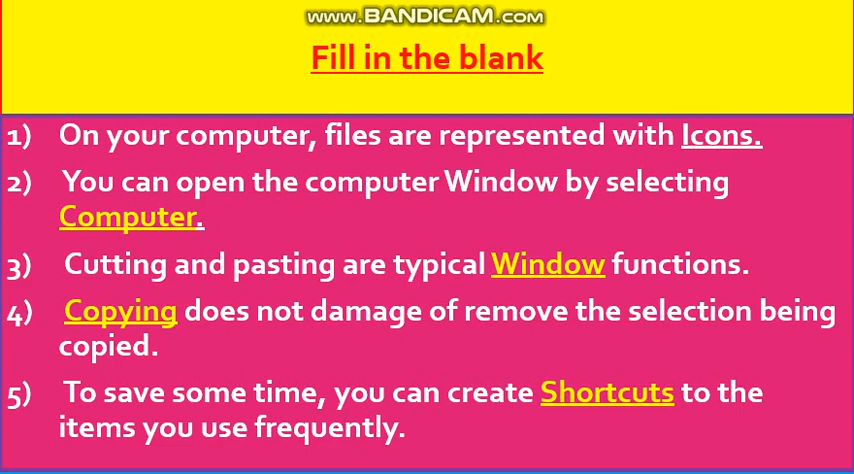 WWW.BANDICAM.COM
Fill in the blank
1) On your computer, files are represented with Icons.
2) You can open the computer Window by selecting
Computer.
3) Cutting and pasting are typical Window functions.
4) Copying does not damage of remove the selection being
copied.
5) To save some time, you can create Shortcuts to the
items you use frequently.